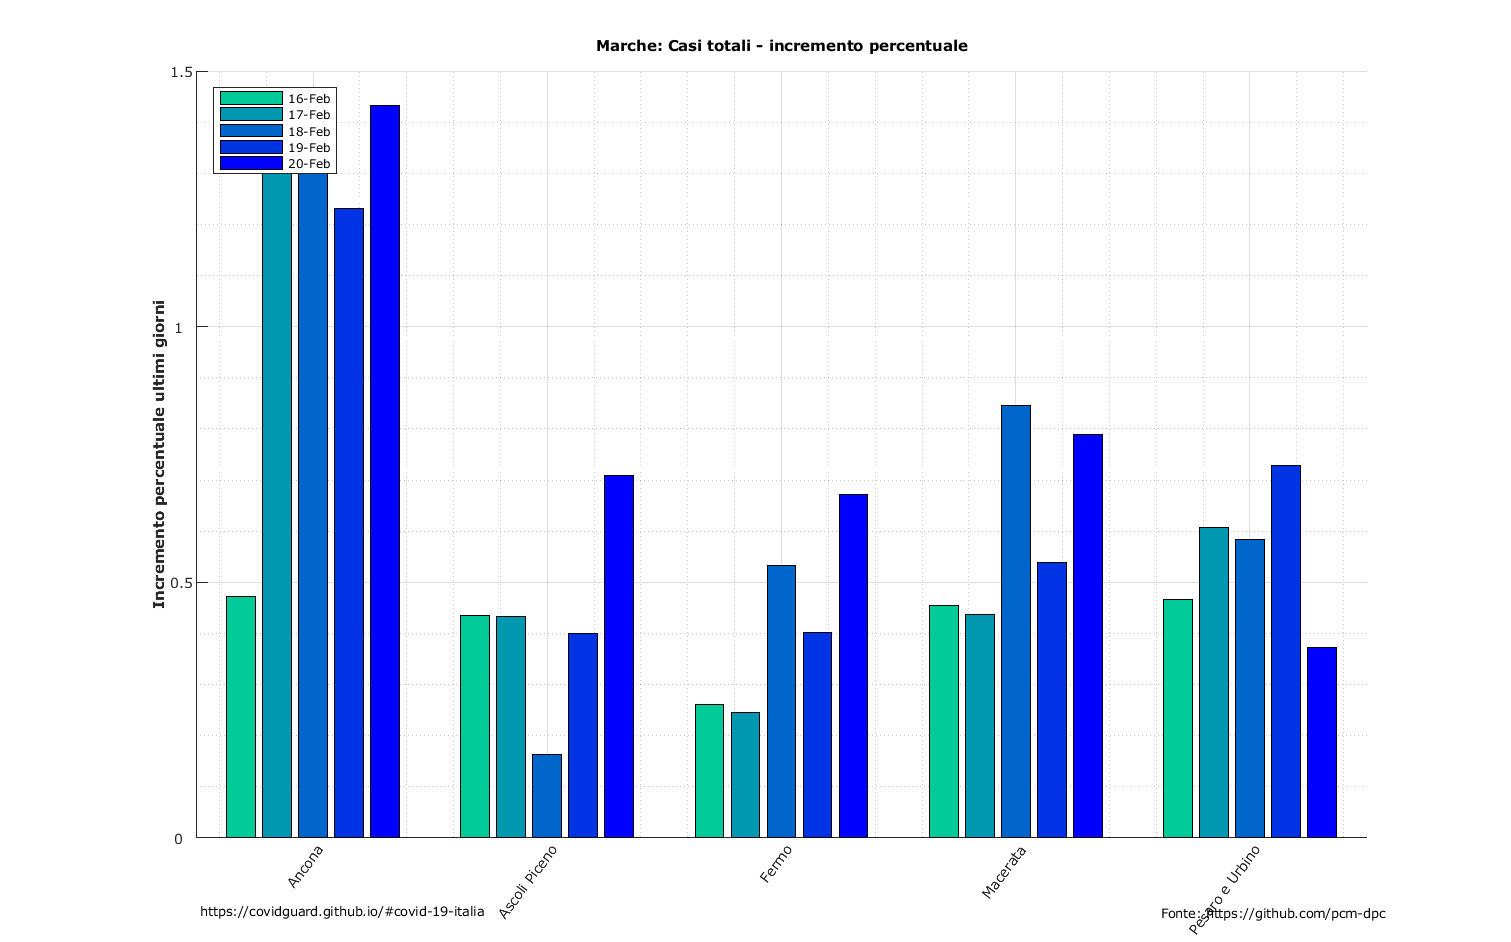 Marche: Casi totali - incremento percentuale
1.5
16-Feb
17-Feb
18-Feb
19-Feb
20-Feb
1
0.5
0
Incremento percentuale ultimi giorni
Ancona
Ascoli Piceno
Fermo
Macerata
Pesaro e Urbino
https://covidguard.github.io/#covid-19-italia
Fonte: https://github.com/pcm-dpc